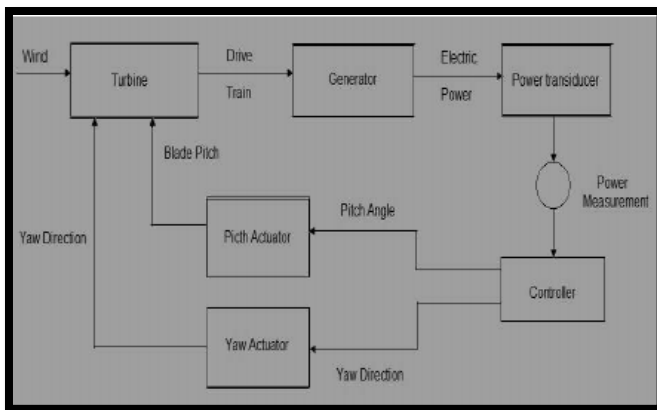 Wind
Turbine
Drive
Train
Generator
Electric
Power
Power transiducer
Blade Pitch
Power
Measurement
Pitch Angle
Yaw Direction
Picth Actuator
Controller
Yaw Actuator
Yaw Direction